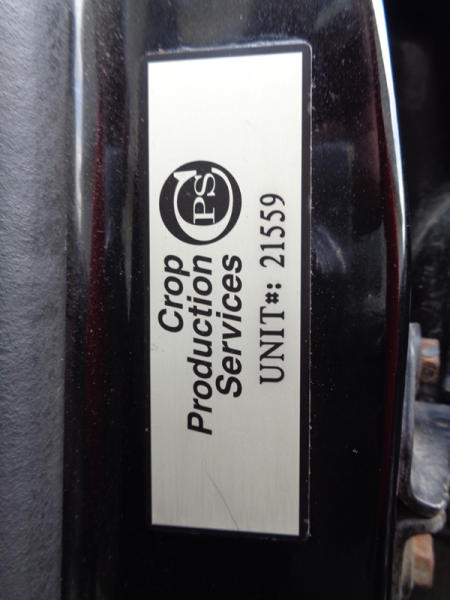 Crop
Production
Services
CPS
UNIT#: 21559